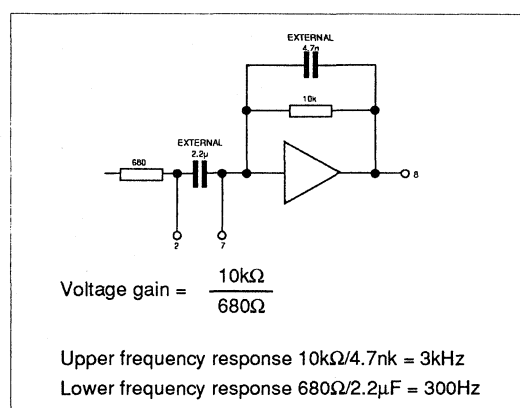 EXTERNAL
4.7n
10k
EXTERNAL
2.2µ
680
8
2
7
Voltage gain = 10kΩ
680Ω
Upper frequency response 10kΩ/4.7nk = 3kHz
Lower frequency response 680Ω/2.2µF = 300Hz